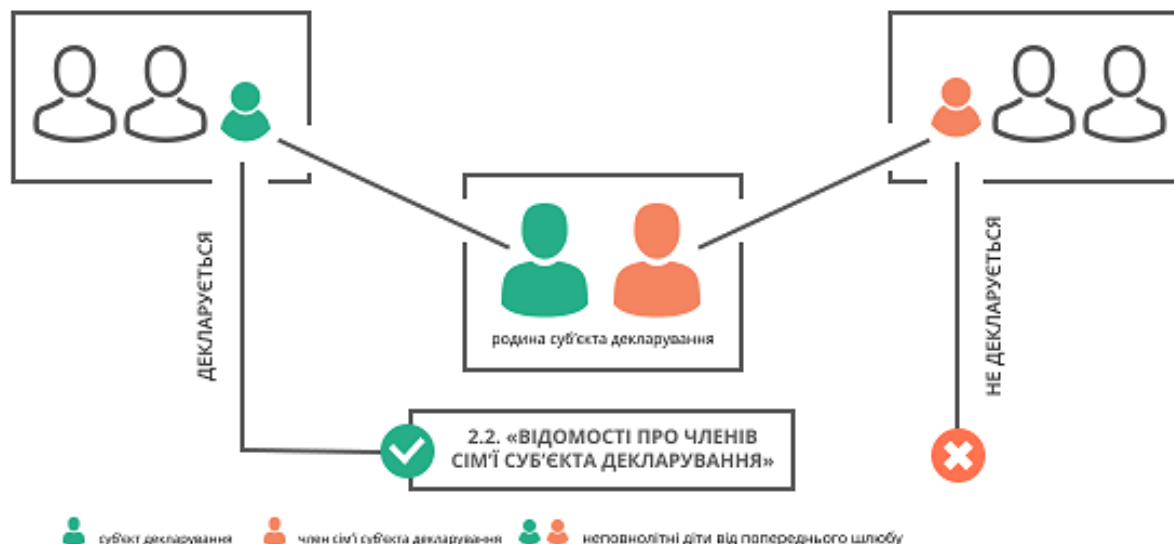 ДЕКЛАРУЄТЬСЯ
родина суб'єкта декларування
НЕ ДЕКЛАРУЄТЬСЯ
2.2. «ВІДОМОСТІ ПРО ЧЛЕНІВ
СІМ'Ї СУБ'ЄКТА ДЕКЛАРУВАННЯ»
суб'єкт декларування
член сім'ї суб'єкта декларування
неповнолітні діти від попереднього шлюбу